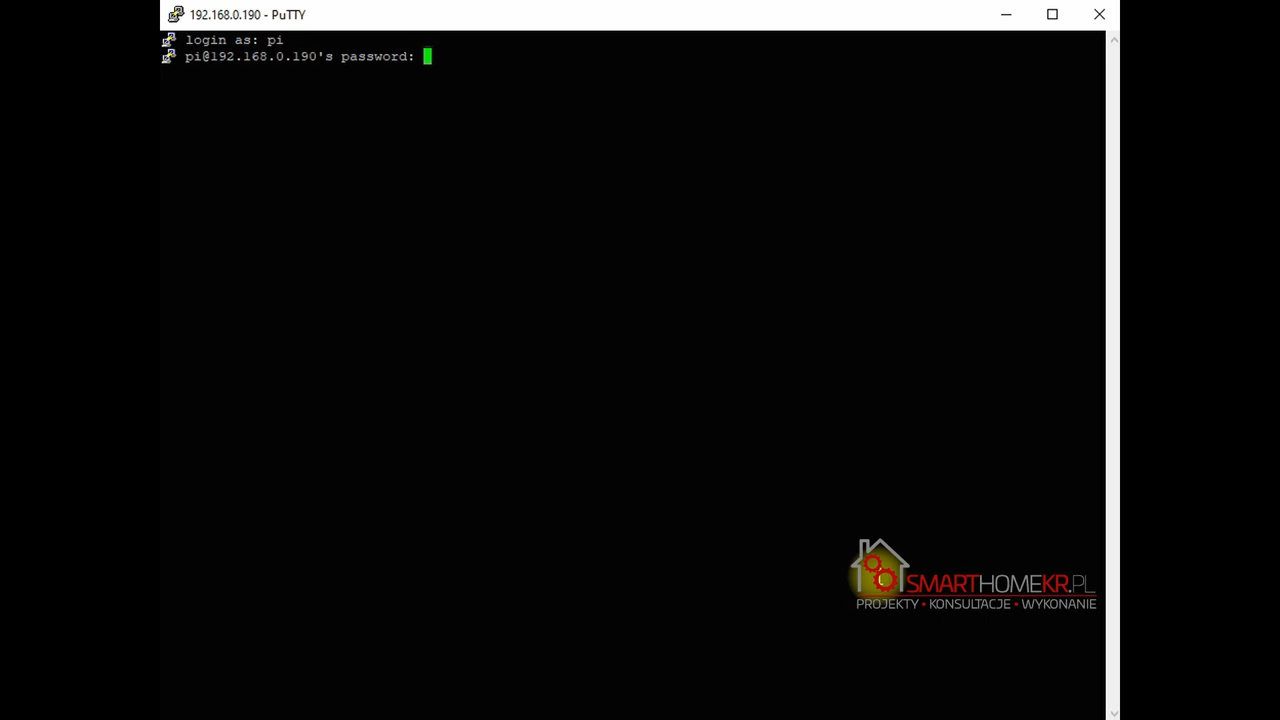 192.168.0.190 - PuTTY
login as: pi
pi@192.168.0.190's password:
SMARTHOMEKR.PL
PROJEKTY • KONSULTACJE • WYKONANIE